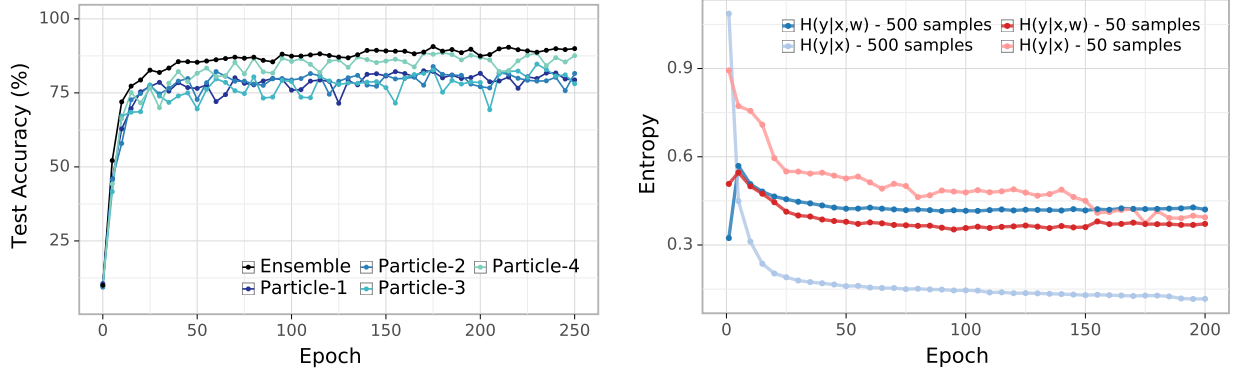 100
75
50
25
Test Accuracy (%)
Ensemble Particle-2 Particle-4
Particle-1 Particle-3
0 50 100 150 200 250
Epoch
0.9
0.6
0.3
Entropy
H(y|x,w) - 500 samples H(y|x,w) - 50 samples
H(y|x) - 500 samples H(y|x) - 50 samples
0 50 100 150 200
Epoch